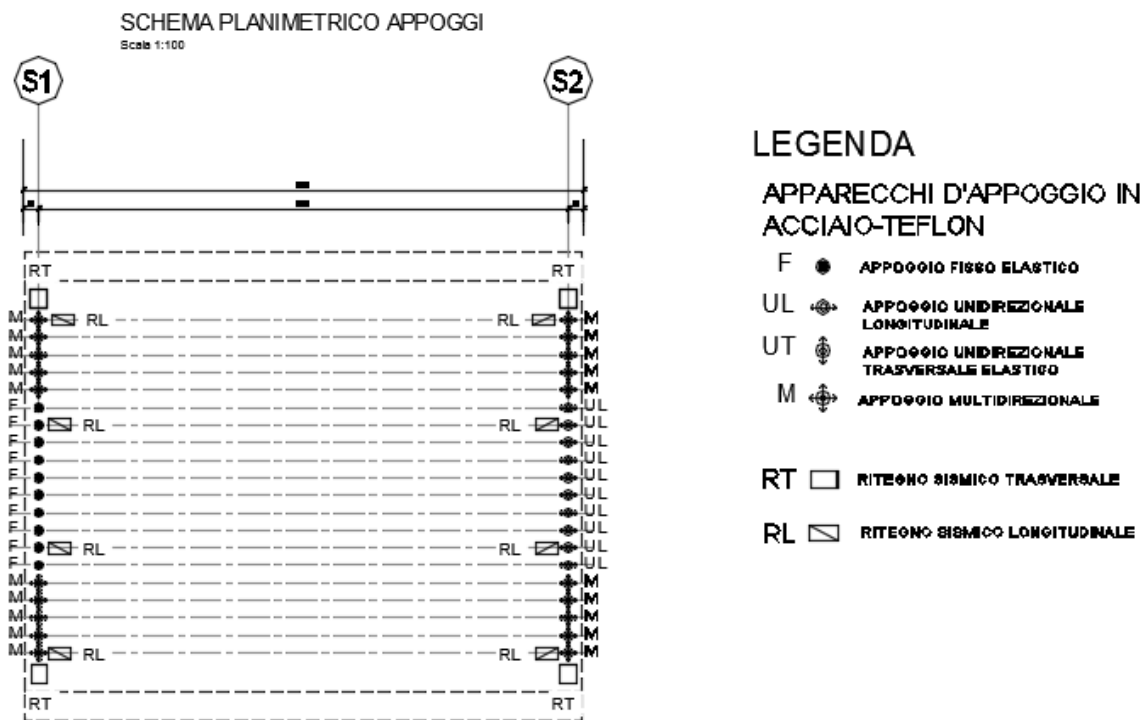 SCHEMA PLANIMETRICO APPOGGI
Scala 1:100
S1 S2
RT RT
M RL RL M
M M
M M
M M
M M
F UL
F RL RL UL
F UL
F UL
F UL
F UL
F UL
F UL
F RL RL UL
F UL
M M
M M
M M
M M
M RL RL M
RT RT
LEGENDA
APPARECCHI D'APPOGGIO IN
ACCIAIO-TEFLON
F APPOGGIO FISSO ELASTICO
UL APPOGGIO UNIDIREZIONALE
LONGITUDINALE
UT APPOGGIO UNIDIREZIONALE
TRASVERSALE ELASTICO
M APPOGGIO MULTIDIREZIONALE
RT RITEGNO SISMICO TRASVERSALE
RL RITEGNO SISMICO LONGITUDINALE